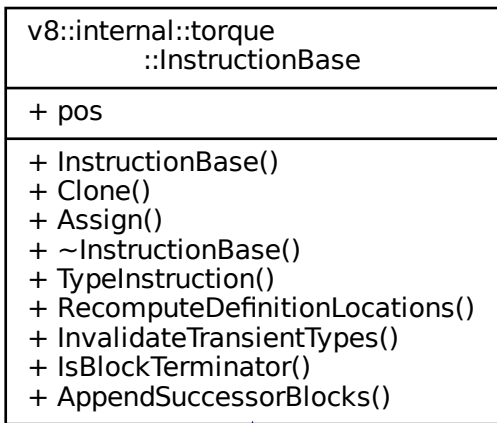 v8::internal::torque
::InstructionBase
+ pos
+ InstructionBase()
+ Clone()
+ Assign()
+ ~InstructionBase()
+ TypeInstruction()
+ RecomputeDefinitionLocations()
+ InvalidateTransientTypes()
+ IsBlockTerminator()
+ AppendSuccessorBlocks()